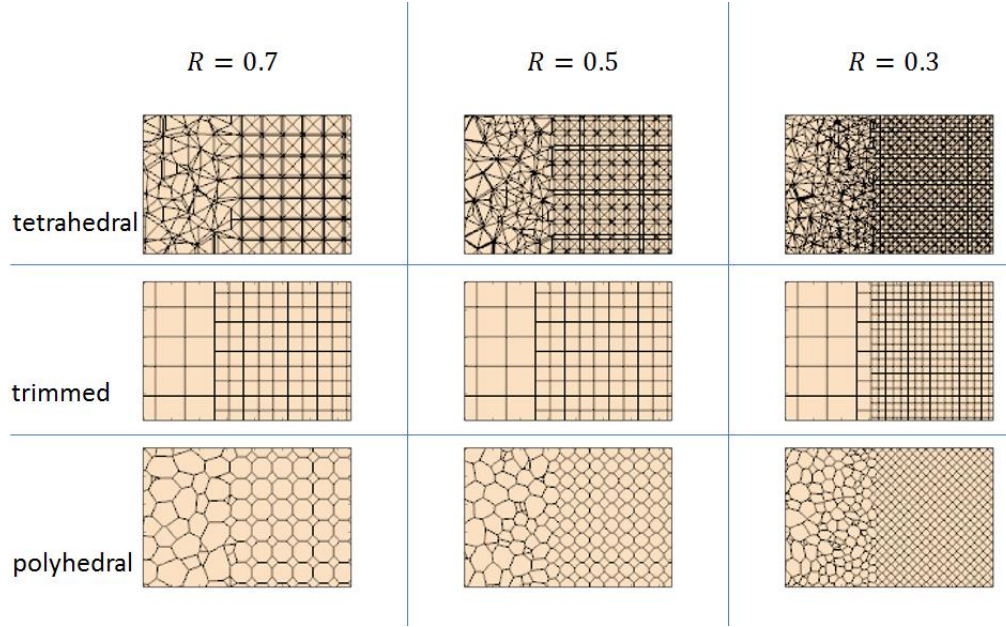 R = 0.7
R = 0.5
R = 0.3
tetrahedral
trimmed
polyhedral